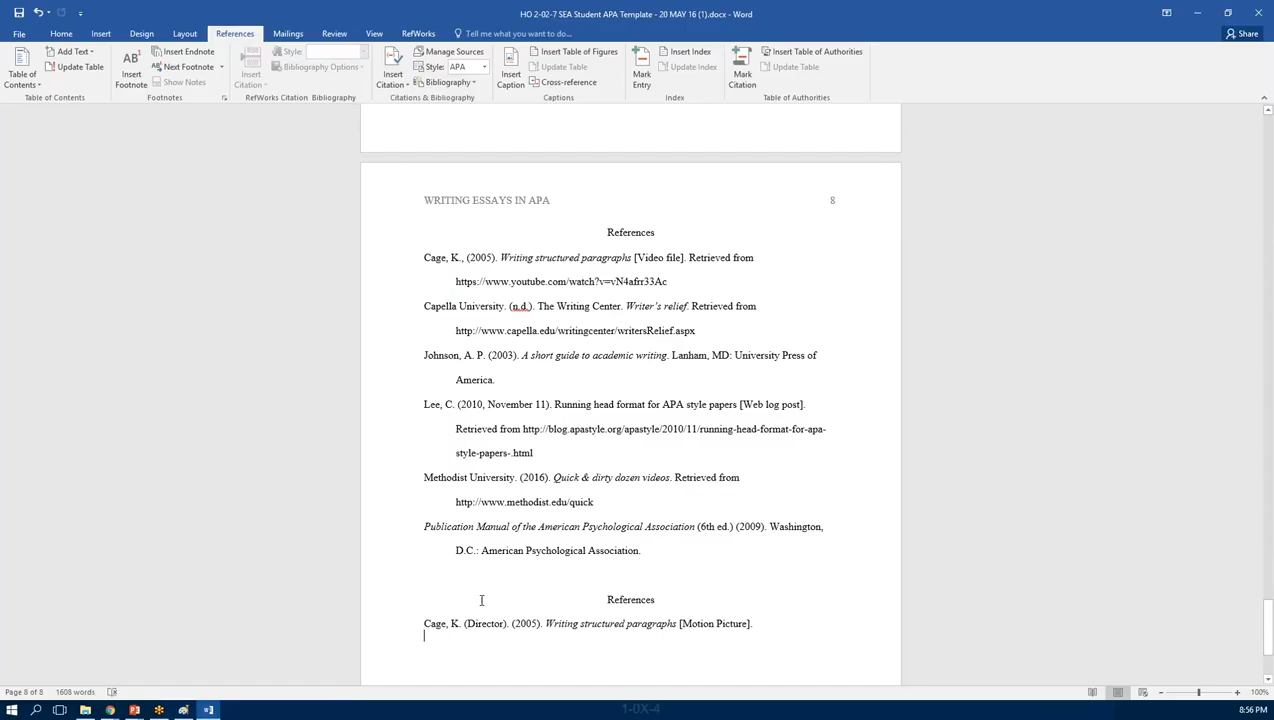 HO 2-02-7 SEA Student APA Template - 20 MAY 16 (1).docx - Word
File Home Insert Design Layout References Mailings Review View RefWorks Tell me what you want to do... Share
Table of Contents
Add Text
Update Table
Table of Contents
AB¹ Insert Footnote
Insert Endnote
Next Footnote
Show Notes
Footnotes
Insert Citation
Style:
Bibliography Options
RefWorks Citation Bibliography
Insert Citation
Manage Sources
Style: APA
Bibliography
Citations & Bibliography
Insert Caption
Insert Table of Figures
Update Table
Cross-reference
Captions
Mark Entry
Insert Index
Update Index
Index
Mark Citation
Insert Table of Authorities
Update Table
Table of Authorities
WRITING ESSAYS IN APA 8
References
Cage, K., (2005). Writing structured paragraphs [Video file]. Retrieved from
https://www.youtube.com/watch?v=vN4afrr33Ac
Capella University. (n.d.). The Writing Center. Writer's relief. Retrieved from
http://www.capella.edu/writingcenter/writersRelief.aspx
Johnson, A. P. (2003). A short guide to academic writing. Lanham, MD: University Press of
America.
Lee, C. (2010, November 11). Running head format for APA style papers [Web log post].
Retrieved from http://blog.apastyle.org/apastyle/2010/11/running-head-format-for-apa-
style-papers-.html
Methodist University. (2016). Quick & dirty dozen videos. Retrieved from
http://www.methodist.edu/quick
Publication Manual of the American Psychological Association (6th ed.) (2009). Washington,
D.C.: American Psychological Association.
References
Cage, K. (Director). (2005). Writing structured paragraphs [Motion Picture].
Page 8 of 8 1608 words 100%
1-0X-4
8:56 PM